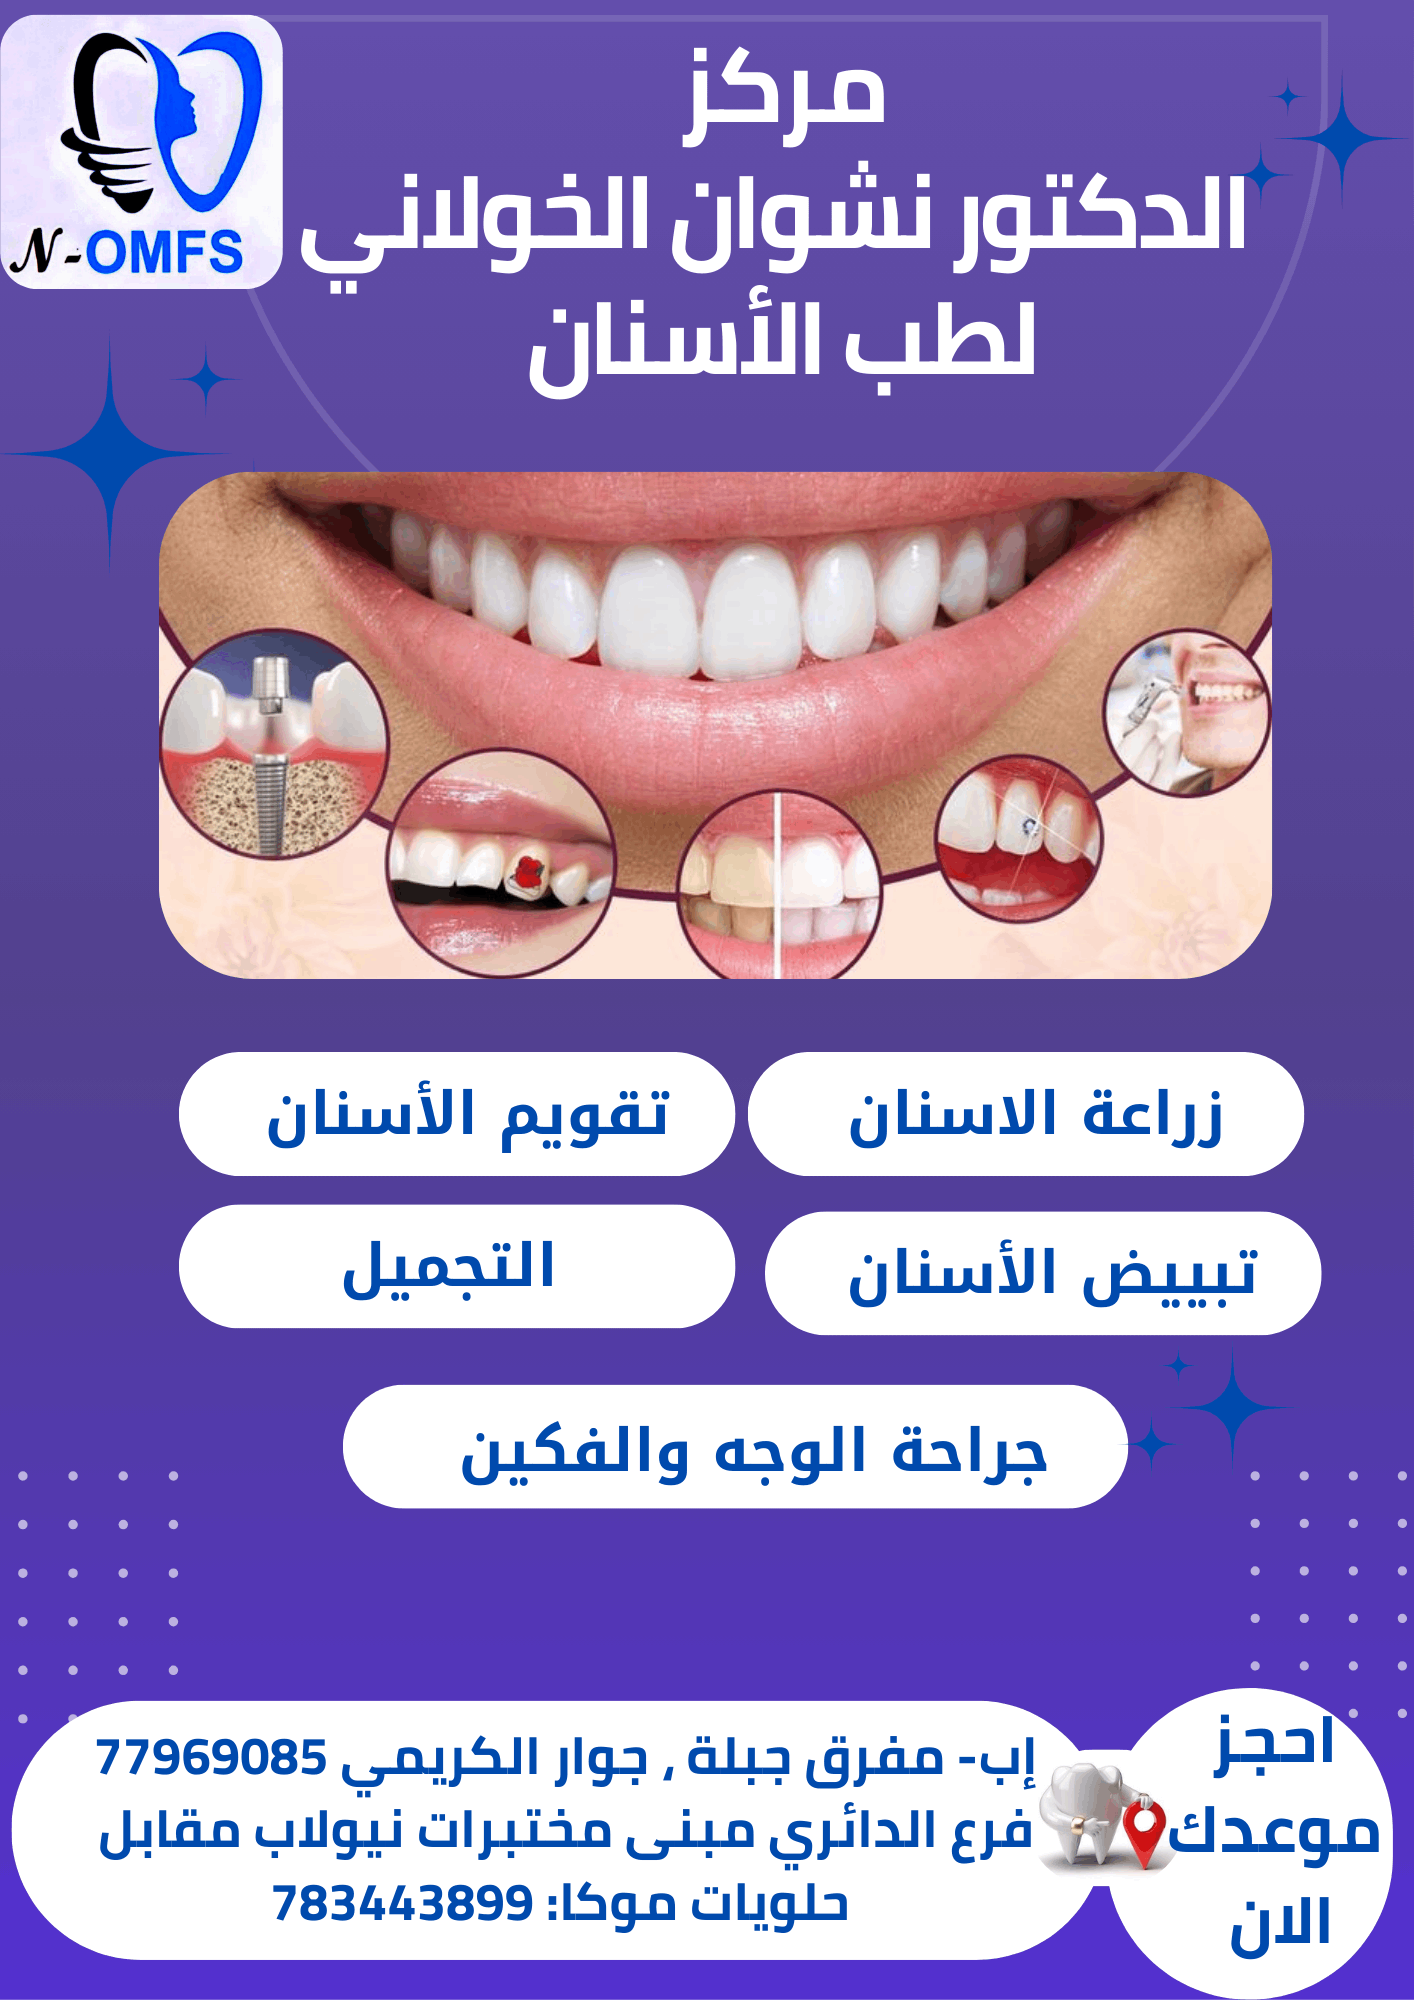 N-OMFS
مركز
الدكتور نشوان الخولاني
لطب الأسنان
زراعة الاسنان
تقويم الأسنان
تبييض الأسنان
التجميل
جراحة الوجه والفكين
احجز
موعدك
الان
إب- مفرق جبلة ، جوار الكريمي 77969085
فرع الدائري مبنى مختبرات نيولاب مقابل
حلويات موكا: 783443899